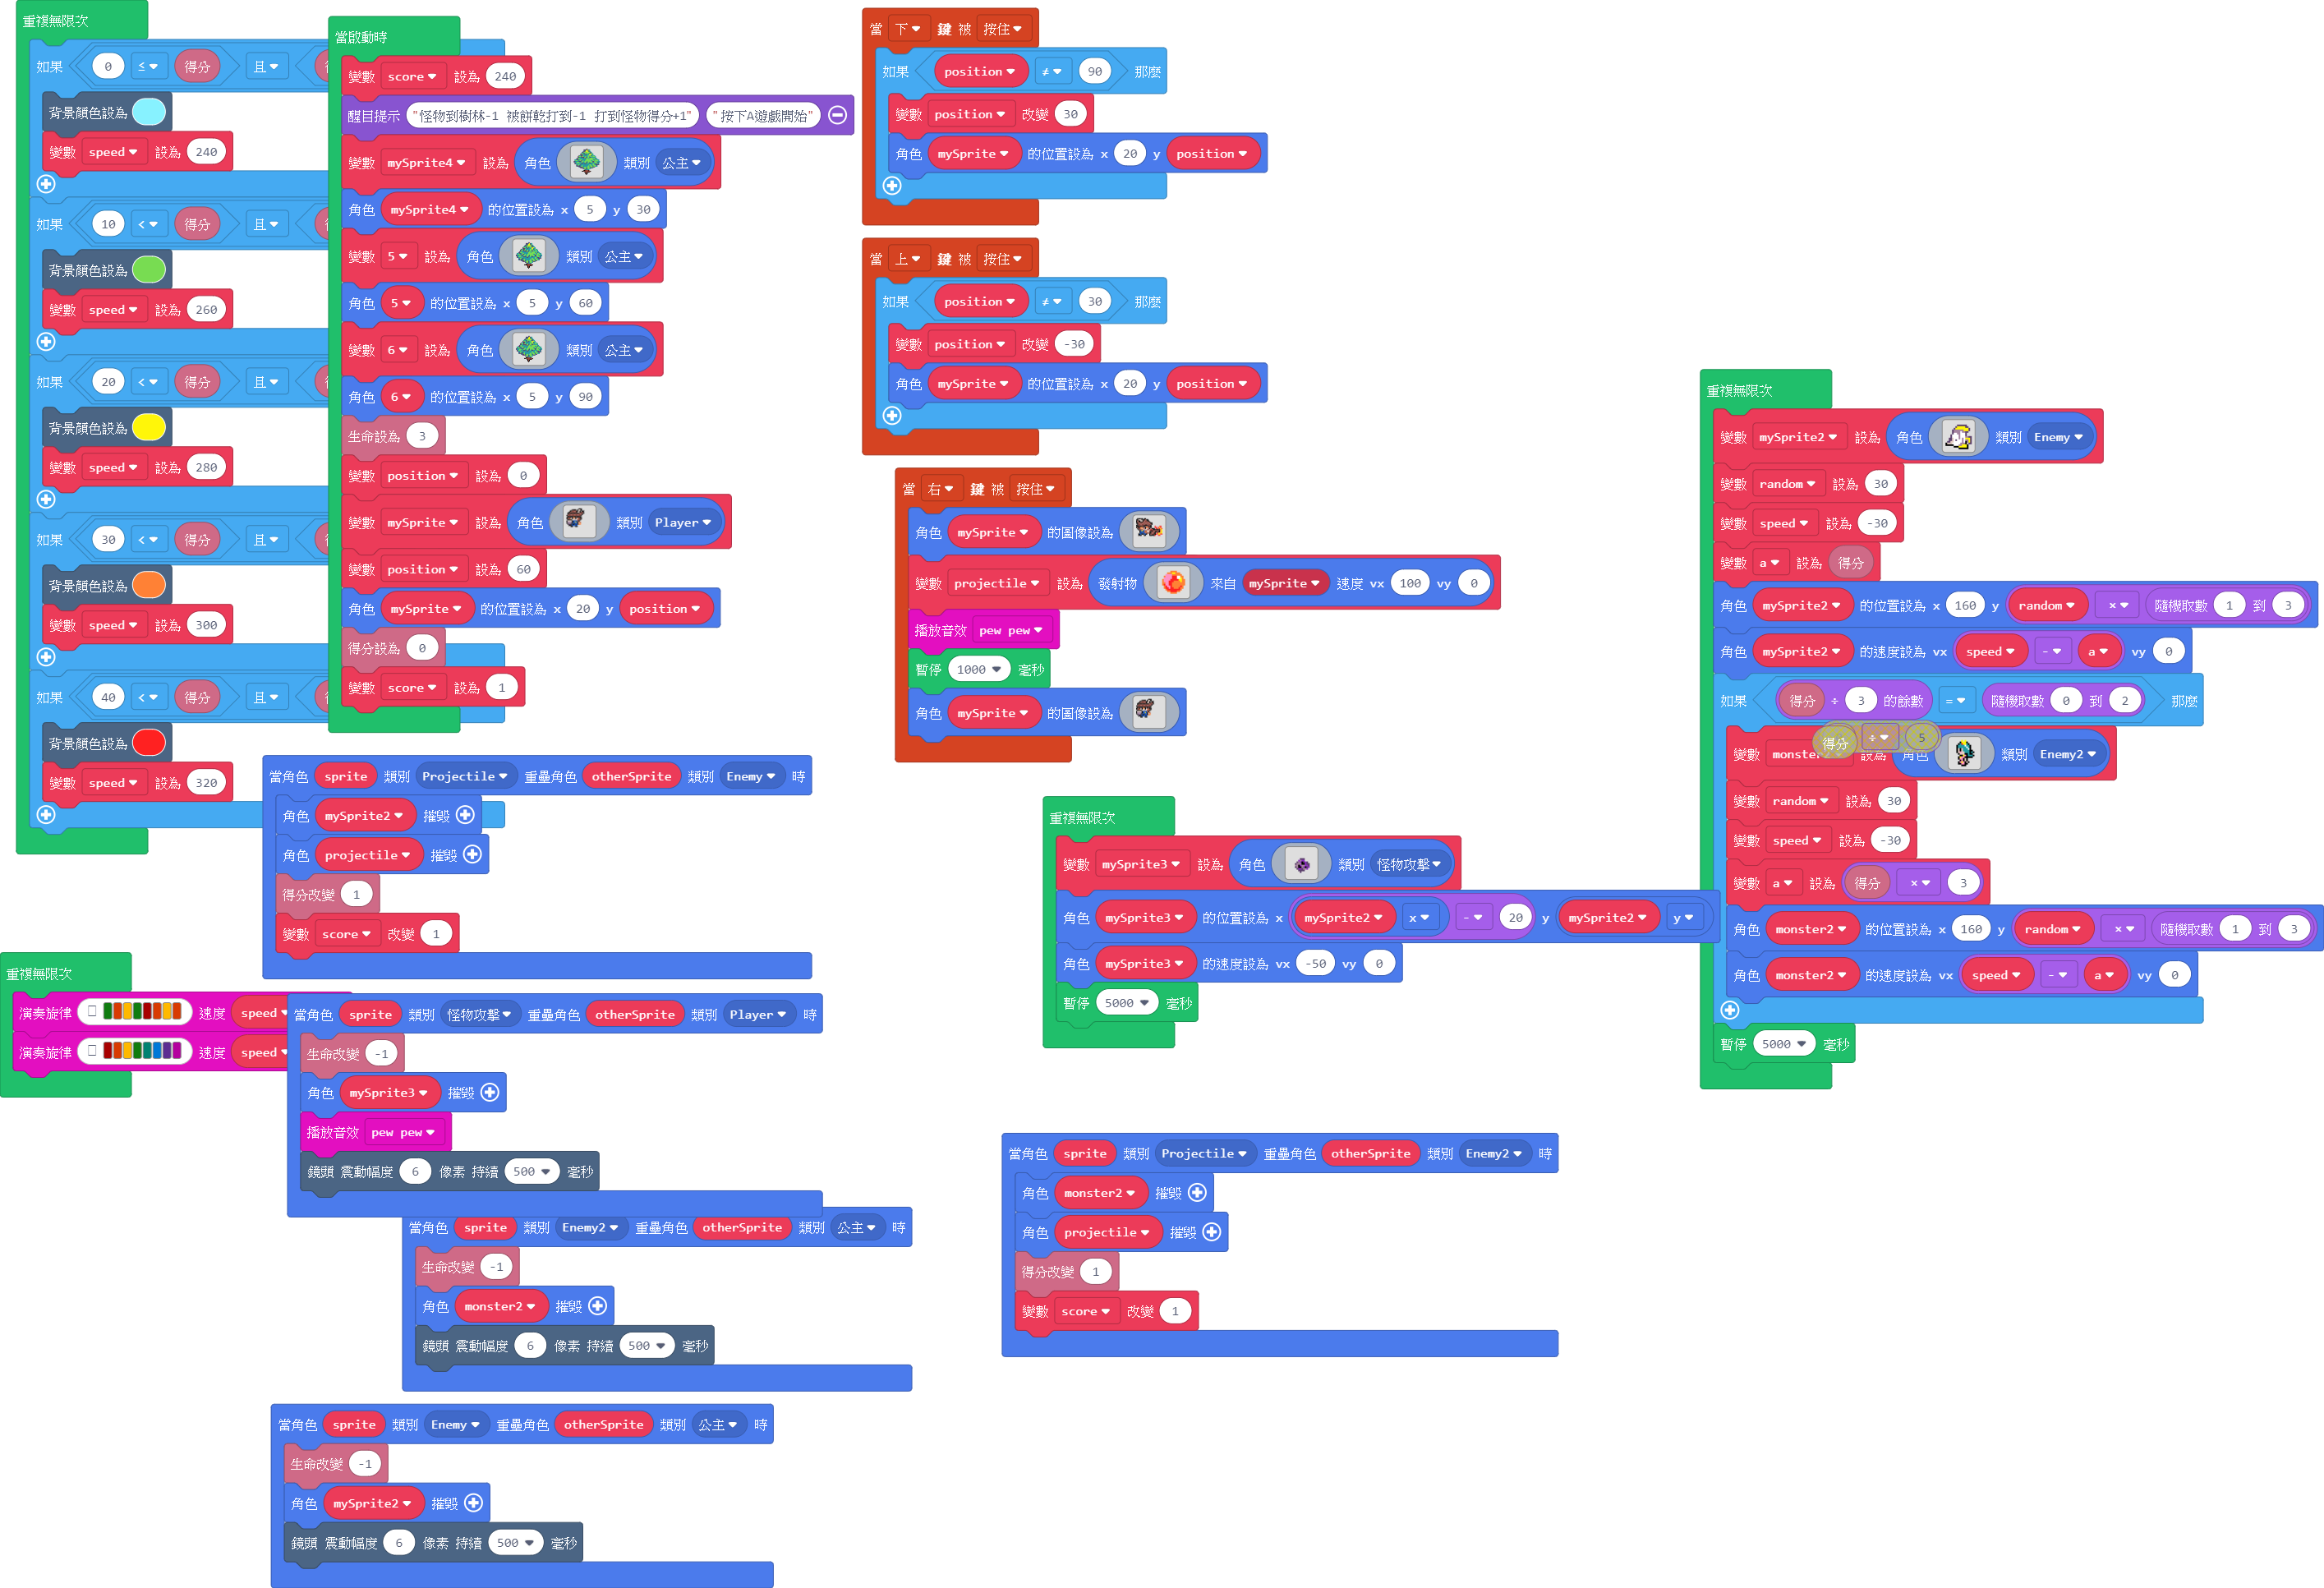 重複無限次
如果 0 ≤ 得分 且
背景顏色設為
變數 speed 設為 240
如果 10 < 得分 且
背景顏色設為
變數 speed 設為 260
如果 20 < 得分 且
背景顏色設為
變數 speed 設為 280
如果 30 < 得分 且
背景顏色設為
變數 speed 設為 300
如果 40 < 得分 且
背景顏色設為
變數 speed 設為 320
當啟動時
變數 score 設為 240
醒目提示 "怪物到樹林-1 被餅乾打到-1 打到怪物得分+1" "按下A遊戲開始"
變數 mySprite4 設為 角色 類別 公主
角色 mySprite4 的位置設為 x 5 y 30
變數 5 設為 角色 類別 公主
角色 5 的位置設為 x 5 y 60
變數 6 設為 角色 類別 公主
角色 6 的位置設為 x 5 y 90
生命設為 3
變數 position 設為 0
變數 mySprite 設為 角色 類別 Player
變數 position 設為 60
角色 mySprite 的位置設為 x 20 y position
得分設為 0
變數 score 設為 1
當 下 鍵 被 按住
如果 position ≠ 90 那麼
變數 position 改變 30
角色 mySprite 的位置設為 x 20 y position
當 上 鍵 被 按住
如果 position ≠ 30 那麼
變數 position 改變 -30
角色 mySprite 的位置設為 x 20 y position
當 右 鍵 被 按住
角色 mySprite 的圖像設為
變數 projectile 設為 發射物 來自 mySprite 速度 vx 100 vy 0
播放音效 pew pew
暫停 1000 毫秒
角色 mySprite 的圖像設為
重複無限次
變數 mySprite2 設為 角色 類別 Enemy
變數 random 設為 30
變數 speed 設為 -30
變數 a 設為 得分
角色 mySprite2 的位置設為 x 160 y random × 隨機取數 1 到 3
角色 mySprite2 的速度設為 vx speed - a vy 0
如果 得分 ÷ 3 的餘數 = 隨機取數 0 到 2 那麼
得分 ÷ 5
變數 monster 設為 角色 類別 Enemy2
變數 random 設為 30
變數 speed 設為 -30
變數 a 設為 得分 × 3
角色 monster2 的位置設為 x 160 y random × 隨機取數 1 到 3
角色 monster2 的速度設為 vx speed - a vy 0
暫停 5000 毫秒
當角色 sprite 類別 Projectile 重疊角色 otherSprite 類別 Enemy 時
角色 mySprite2 摧毀
角色 projectile 摧毀
得分改變 1
變數 score 改變 1
重複無限次
變數 mySprite3 設為 角色 類別 怪物攻擊
角色 mySprite3 的位置設為 x mySprite2 x - 20 y mySprite2 y
角色 mySprite3 的速度設為 vx -50 vy 0
暫停 5000 毫秒
重複無限次
演奏旋律 速度 speed
演奏旋律 速度 speed
當角色 sprite 類別 怪物攻擊 重疊角色 otherSprite 類別 Player 時
生命改變 -1
角色 mySprite3 摧毀
播放音效 pew pew
鏡頭 震動幅度 6 像素 持續 500 毫秒
當角色 sprite 類別 Enemy2 重疊角色 otherSprite 類別 公主 時
生命改變 -1
角色 monster2 摧毀
鏡頭 震動幅度 6 像素 持續 500 毫秒
當角色 sprite 類別 Projectile 重疊角色 otherSprite 類別 Enemy2 時
角色 monster2 摧毀
角色 projectile 摧毀
得分改變 1
變數 score 改變 1
當角色 sprite 類別 Enemy 重疊角色 otherSprite 類別 公主 時
生命改變 -1
角色 mySprite2 摧毀
鏡頭 震動幅度 6 像素 持續 500 毫秒